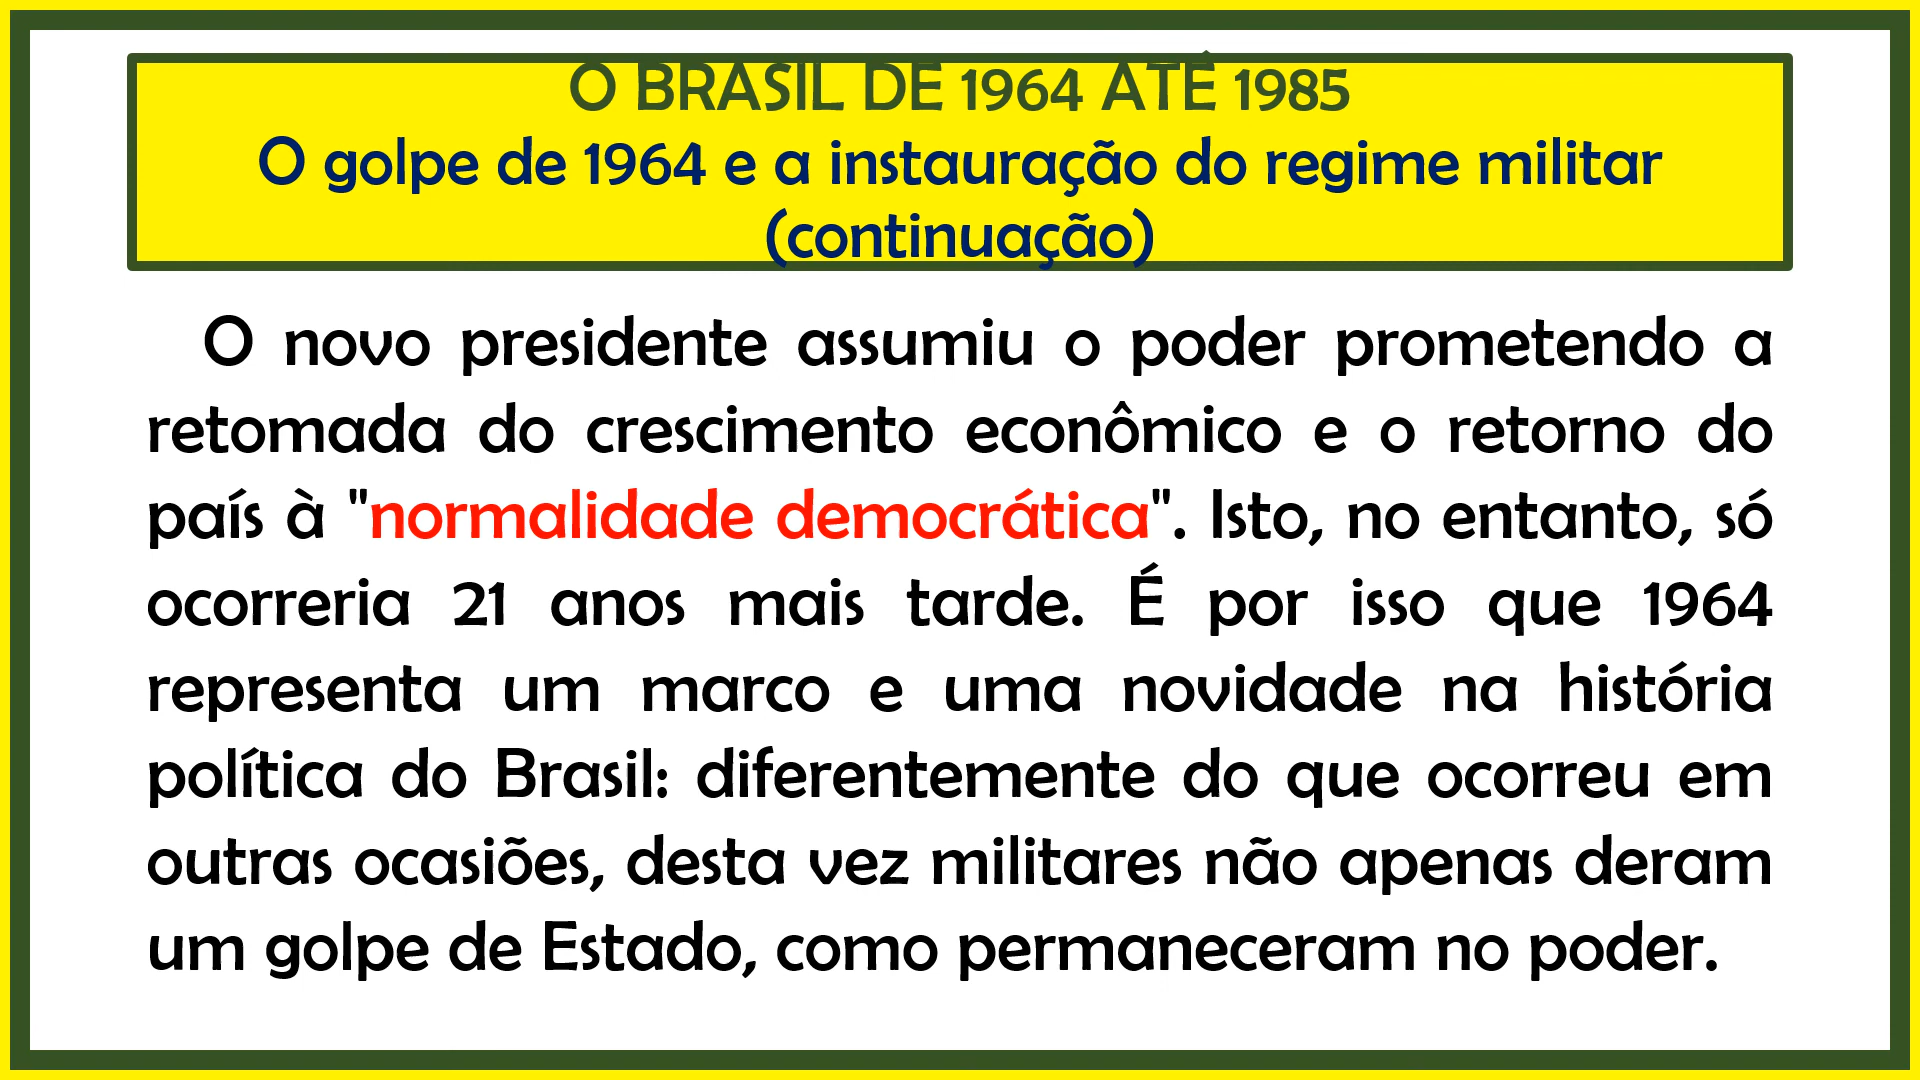 O BRASIL DE 1964 ATÉ 1985
O golpe de 1964 e a instauração do regime militar
(continuação)
O novo presidente assumiu o poder prometendo a
retomada do crescimento econômico e o retorno do
país à "normalidade democrática". Isto, no entanto, só
ocorreria 21 anos mais tarde. É por isso que 1964
representa um marco e uma novidade na história
política do Brasil: diferentemente do que ocorreu em
outras ocasiões, desta vez militares não apenas deram
um golpe de Estado, como permaneceram no poder.